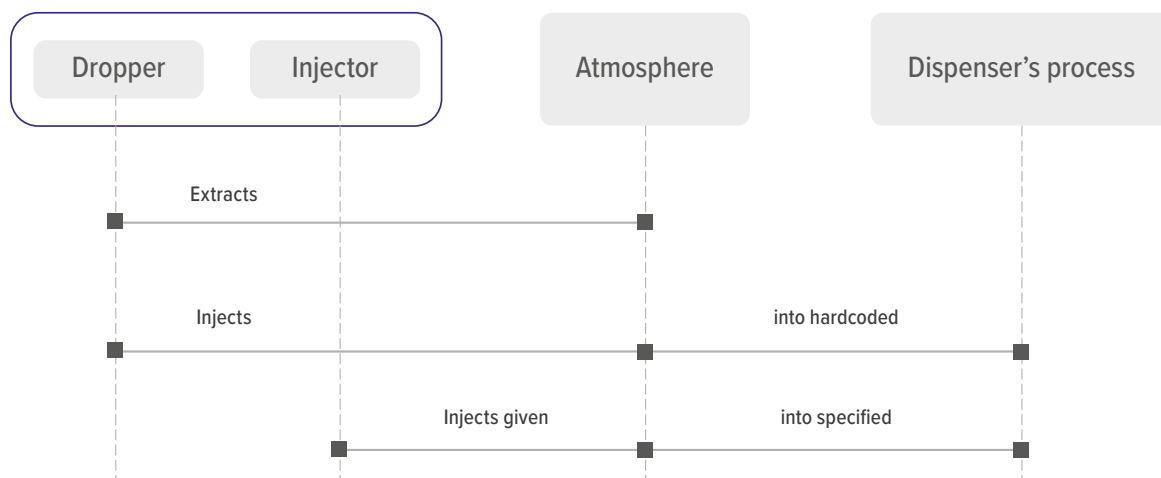 Dropper
Injector
Atmosphere
Dispenser’s process
Extracts
Injects
into hardcoded
Injects given
into specified